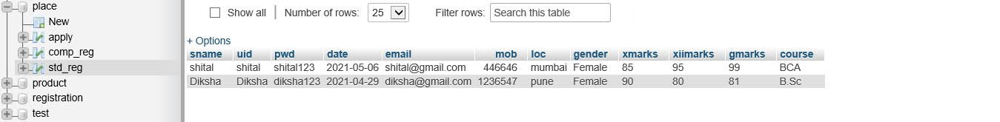 place
New
apply
comp_reg
std_reg
product
registration
test
Show all Number of rows: 25 Filter rows: Search this table
+ Options
sname uid pwd date email mob loc gender xmarks xiimarks gmarks course
shital shital shital123 2021-05-06 shital@gmail.com 446646 mumbai Female 85 95 99 BCA
Diksha Diksha diksha123 2021-04-29 diksha@gmail.com 1236547 pune Female 90 80 81 B.Sc